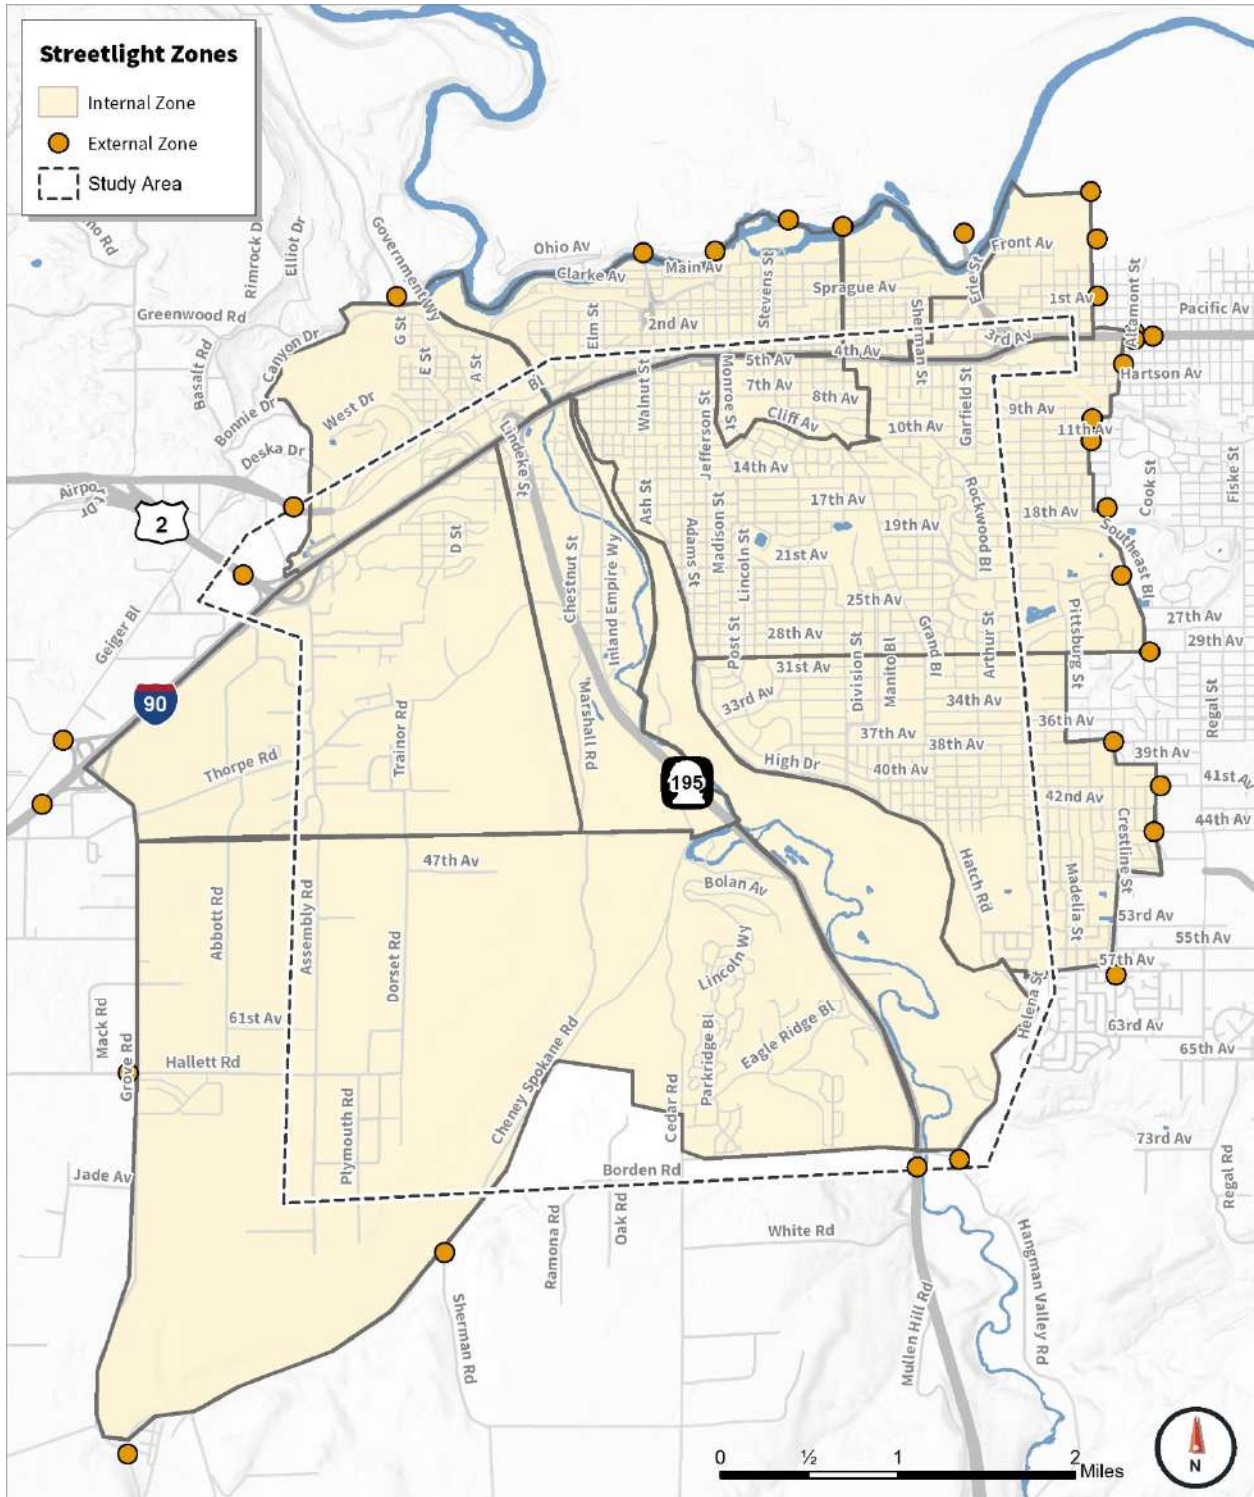 Streetlight Zones
Internal Zone
External Zone
Study Area
Rimrock D
Elliot Dr
Government Wy
Greenwood Rd
Basalt Rd
Canyon Dr
Bonnie Dr
Deska Dr
West Dr
G St
E St
A St
Bl
Ohio Av
Clarke Av
Main Av
Elm St
2nd Av
Stevens St
Sprague Av
Sherman St
Erie St
Front Av
1st Av
3rd Av
Altamont St
Pacific Av
Hartson Av
4th Av
5th Av
7th Av
8th Av
Cliff Av
9th Av
10th Av
11th Av
Garfield St
Walnut St
Monroe St
Jefferson St
Lindeke St
14th Av
17th Av
18th Av
19th Av
21st Av
25th Av
27th Av
28th Av
29th Av
31st Av
33rd Av
34th Av
36th Av
37th Av
38th Av
39th Av
40th Av
41st Av
42nd Av
44th Av
Ash St
Adams St
Madison St
Lincoln St
Post St
Rockwood Bl
Cook St
Fiske St
Southeast Bl
Division St
Manito Bl
Grand Bl
Arthur St
Pittsburg St
Regal St
2
Geiger Bl
90
D St
Chestnut St
Inland Empire Wy
Marshall Rd
Trainor Rd
Thorpe Rd
195
High Dr
Hatch Rd
Madelia St
Crestline St
47th Av
Bolan Av
Abbott Rd
Assembly Rd
Dorset Rd
Lincoln Wy
Eagle Ridge Bl
Parkridge Bl
53rd Av
55th Av
57th Av
Helena St
61st Av
63rd Av
65th Av
Mack Rd
Grove Rd
Hallett Rd
Cheney Spokane Rd
Cedar Rd
Plymouth Rd
Jade Av
Borden Rd
73rd Av
Regal Rd
Ramona Rd
Oak Rd
White Rd
Sherman Rd
Mullen Hill Rd
Hangman Valley Rd
0 ½ 1 2
Miles
N